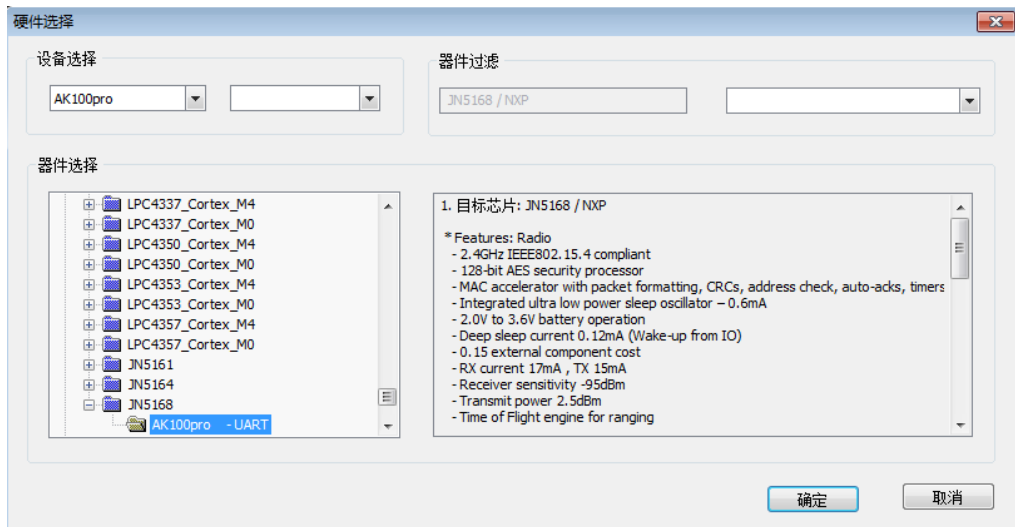 硬件选择
设备选择
器件过滤
AK100pro
JN5168 / NXP
器件选择
LPC4337_Cortex_M4
LPC4337_Cortex_M0
LPC4350_Cortex_M4
LPC4350_Cortex_M0
LPC4353_Cortex_M4
LPC4353_Cortex_M0
LPC4357_Cortex_M4
LPC4357_Cortex_M0
JN5161
JN5164
JN5168
AK100pro - UART
1. 目标芯片: JN5168 / NXP
* Features: Radio
- 2.4GHz IEEE802.15.4 compliant
- 128-bit AES security processor
- MAC accelerator with packet formatting, CRCs, address check, auto-acks, timers
- Integrated ultra low power sleep oscillator – 0.6mA
- 2.0V to 3.6V battery operation
- Deep sleep current 0.12mA (Wake-up from IO)
- 0.15 external component cost
- RX current 17mA , TX 15mA
- Receiver sensitivity -95dBm
- Transmit power 2.5dBm
- Time of Flight engine for ranging
确定
取消